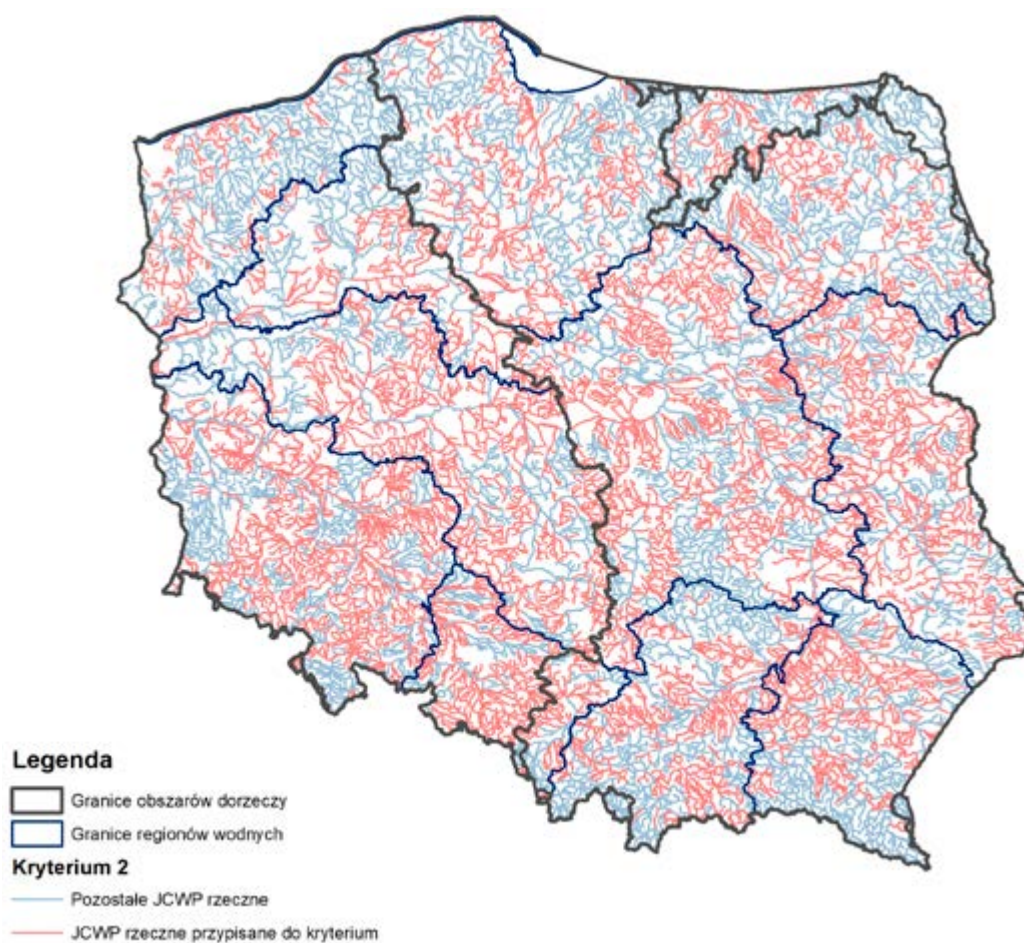 Legenda
Granice obszarów dorzeczy
Granice regionów wodnych
Kryterium 2
Pozostałe JCWP rzeczne
JCWP rzeczne przypisane do kryterium